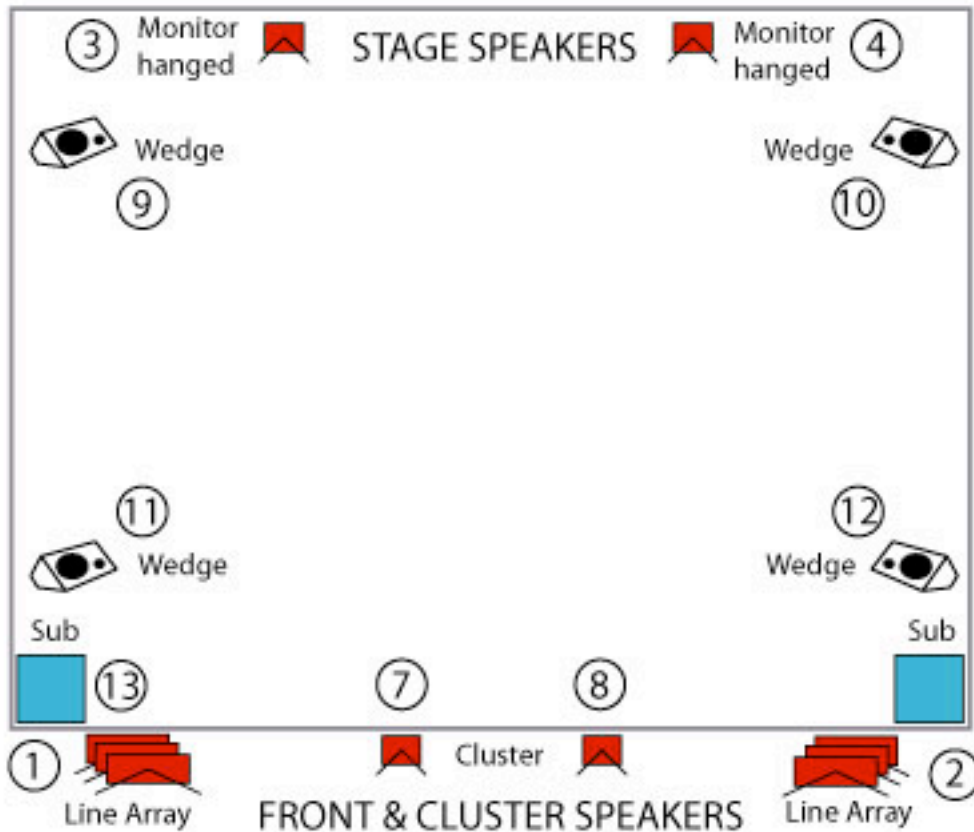 3 Monitor hanged
STAGE SPEAKERS
Monitor hanged 4
Wedge
Wedge
9
10
11
12
Wedge
Wedge
Sub
Sub
13
7
8
1
Cluster
2
Line Array
FRONT & CLUSTER SPEAKERS
Line Array